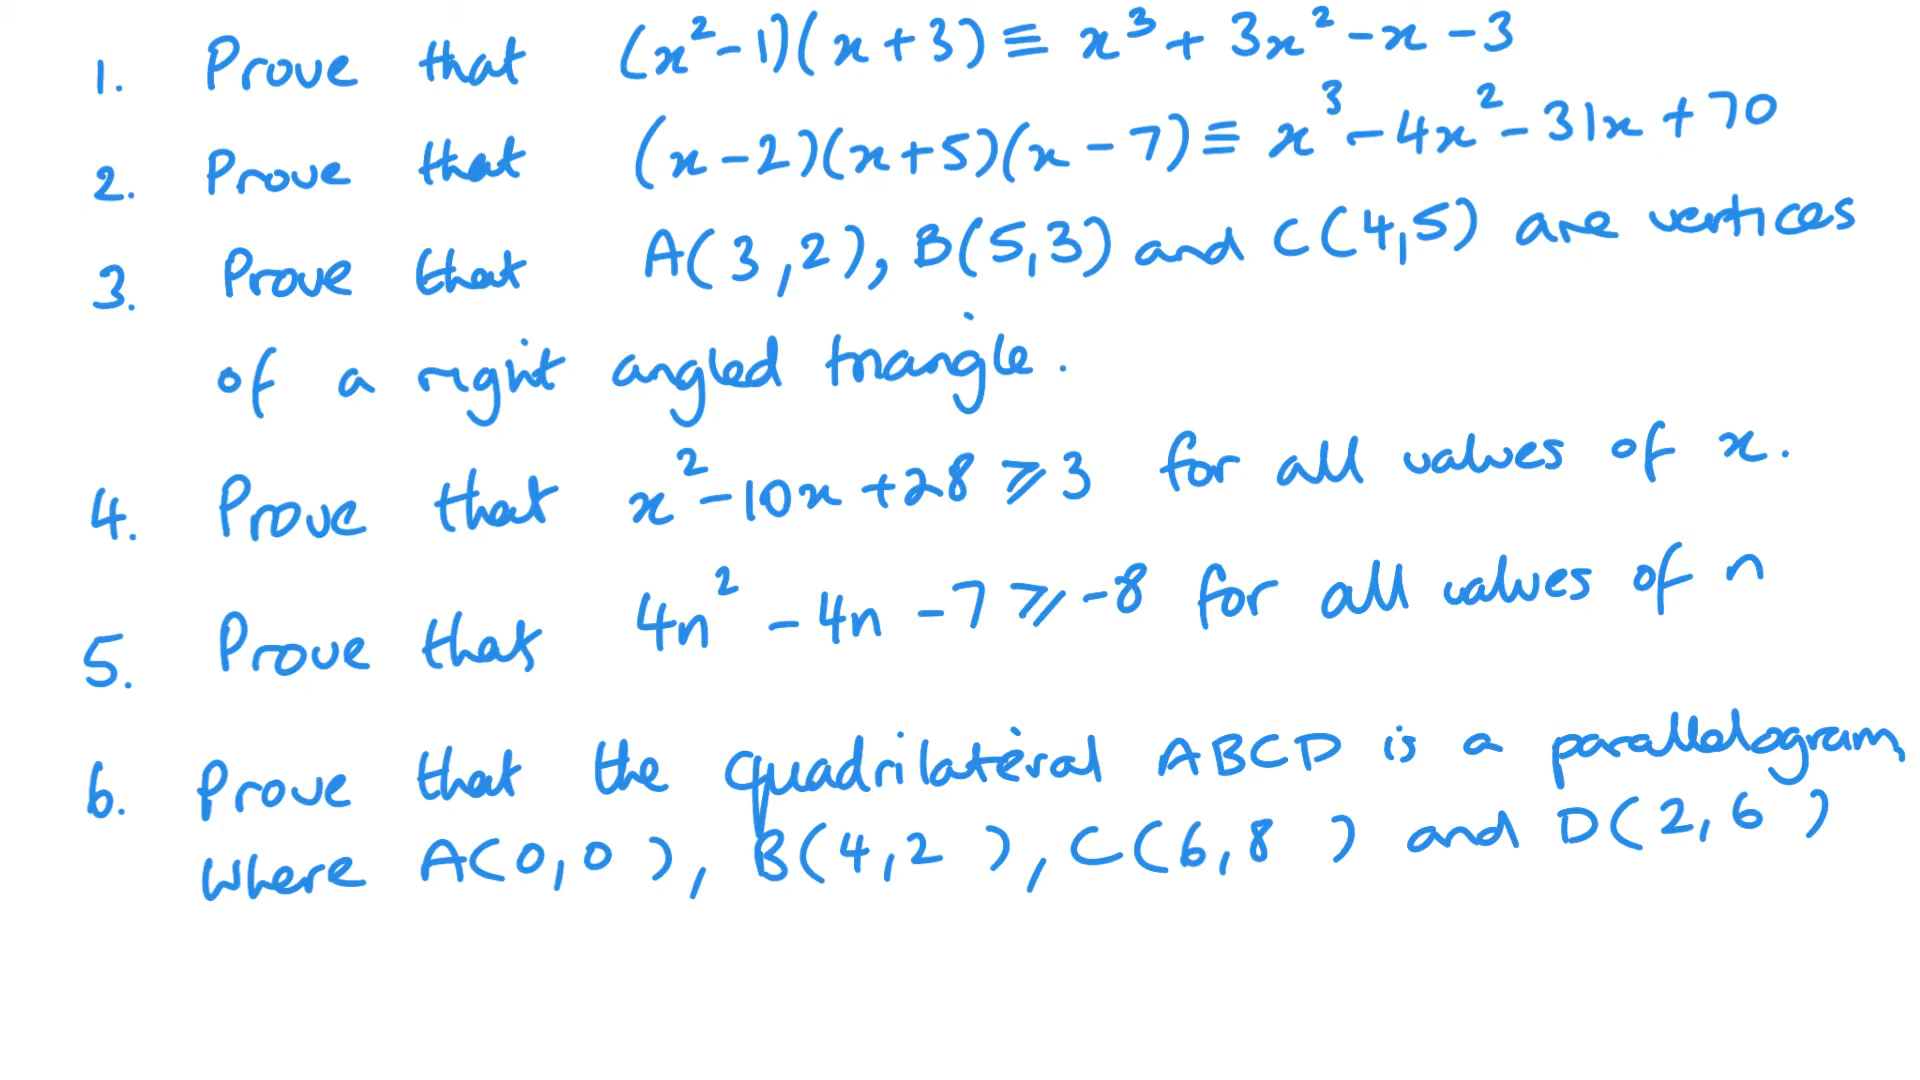 1. Prove that (x²-1)(x+3) ≡ x³ + 3x² - x - 3
2. Prove that (x-2)(x+5)(x-7) ≡ x³ - 4x² - 31x + 70
3. Prove that A(3,2), B(5,3) and C(4,5) are vertices
of a right angled triangle.
4. Prove that x² - 10x + 28 ⩾ 3 for all values of x.
5. Prove that 4n² - 4n - 7 ⩾ -8 for all values of n
6. Prove that the quadrilateral ABCD is a parallelogram
where A(0,0), B(4,2), C(6,8) and D(2,6)